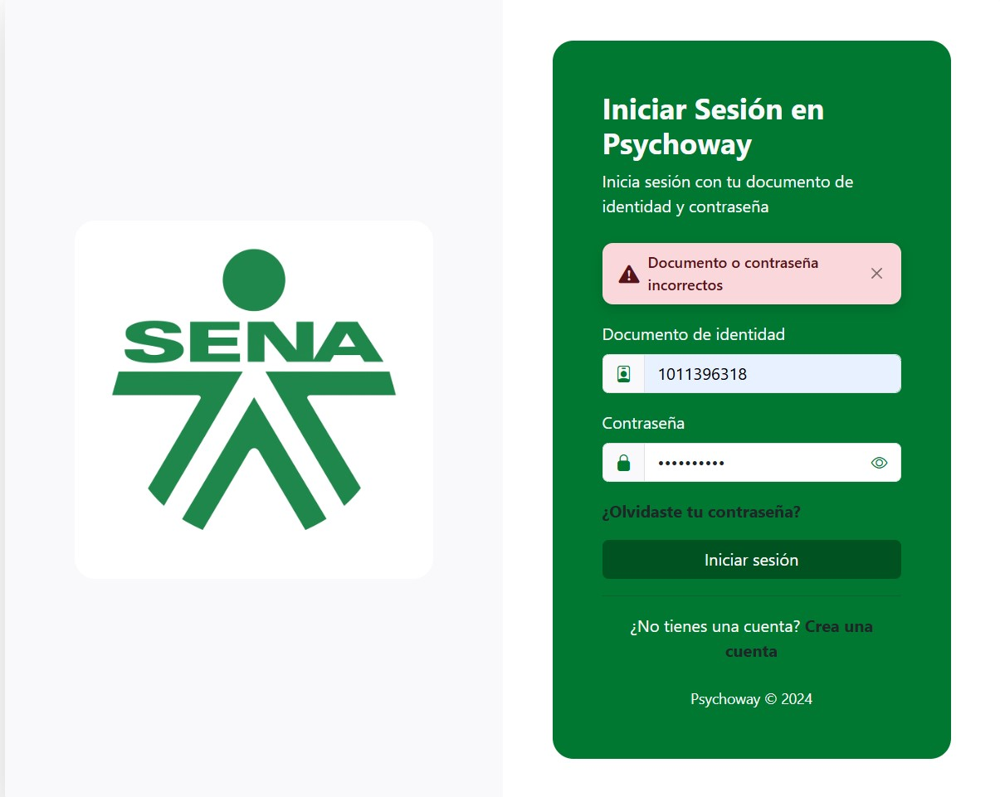 SENA
Iniciar Sesión en
Psychoway
Inicia sesión con tu documento de
identidad y contraseña
Documento o contraseña
incorrectos
Documento de identidad
1011396318
Contraseña
••••••••••
¿Olvidaste tu contraseña?
Iniciar sesión
¿No tienes una cuenta? Crea una
cuenta
Psychoway © 2024